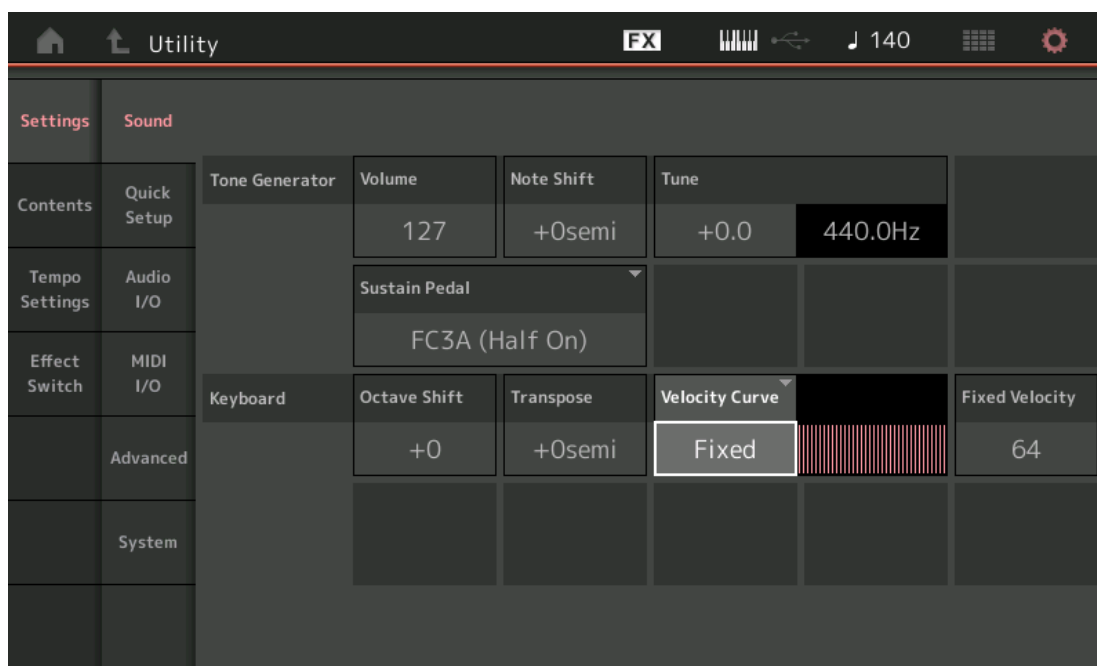 Utility
FX
♩ 140
Settings
Sound
Contents
Quick
Setup
Tempo
Settings
Audio
I/O
Effect
Switch
MIDI
I/O
Advanced
System
Tone Generator
Volume
Note Shift
Tune
127
+0semi
+0.0
440.0Hz
Sustain Pedal
FC3A (Half On)
Keyboard
Octave Shift
Transpose
Velocity Curve
Fixed Velocity
+0
+0semi
Fixed
64